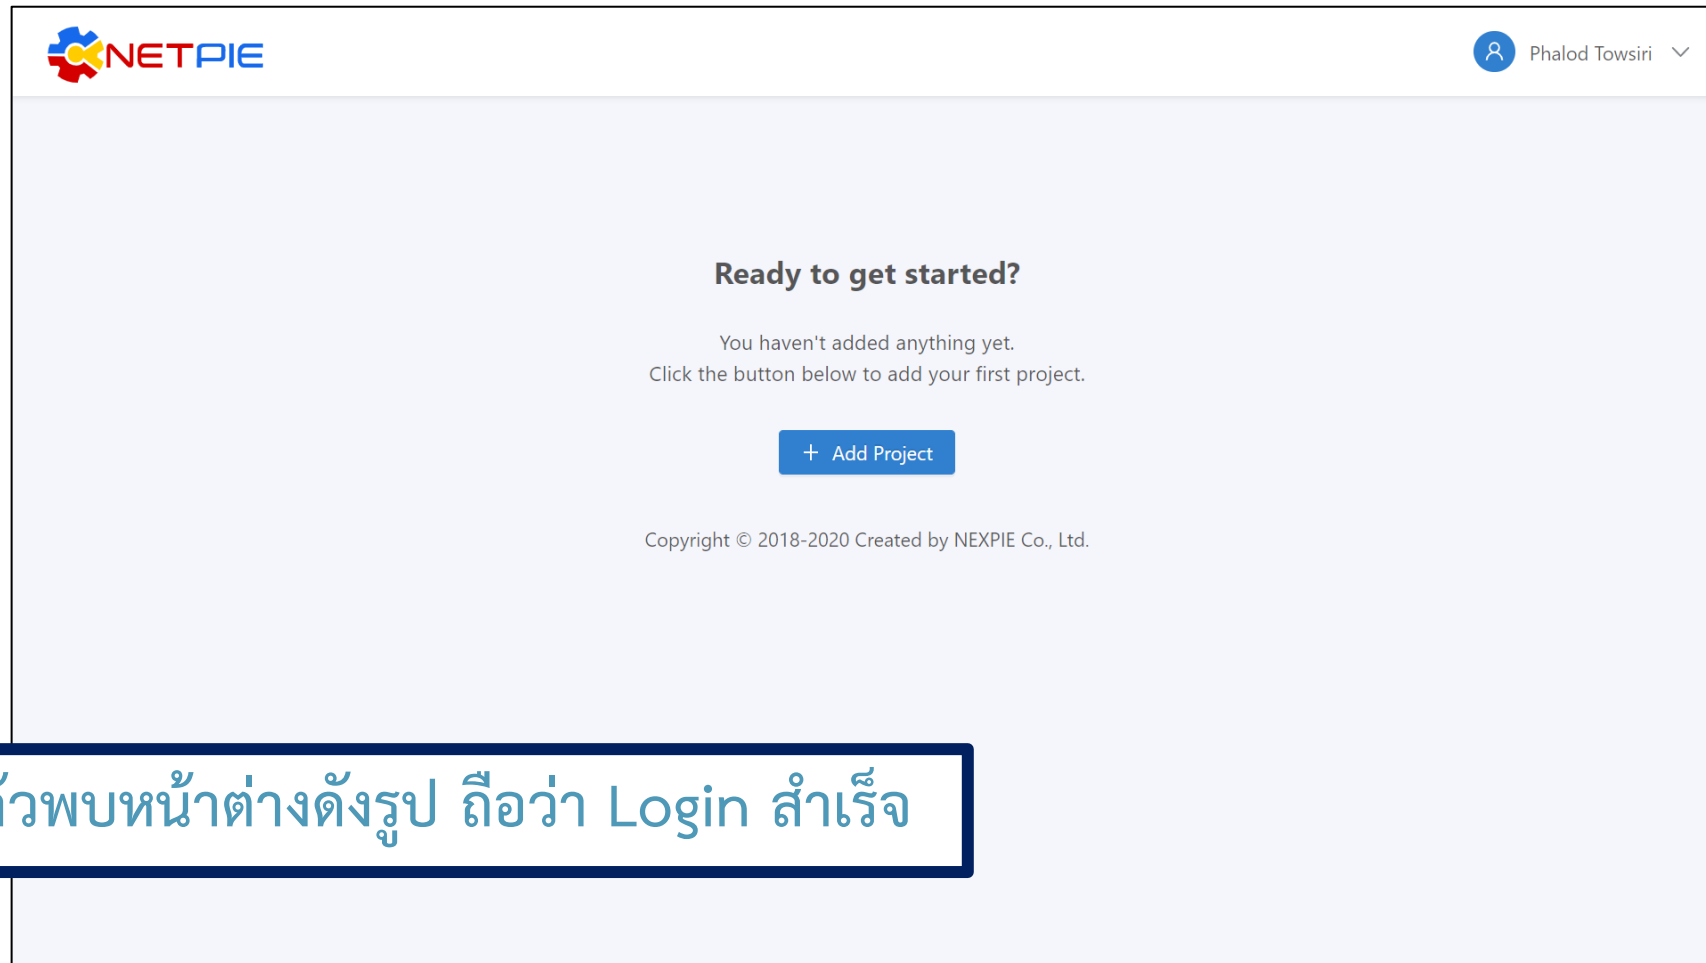 NETPIE
Phalod Towsiri
Ready to get started?
You haven't added anything yet.
Click the button below to add your first project.
+ Add Project
Copyright © 2018-2020 Created by NEXPIE Co., Ltd.
พบหน้าต่างดังรูป ถือว่า Login สำเร็จ